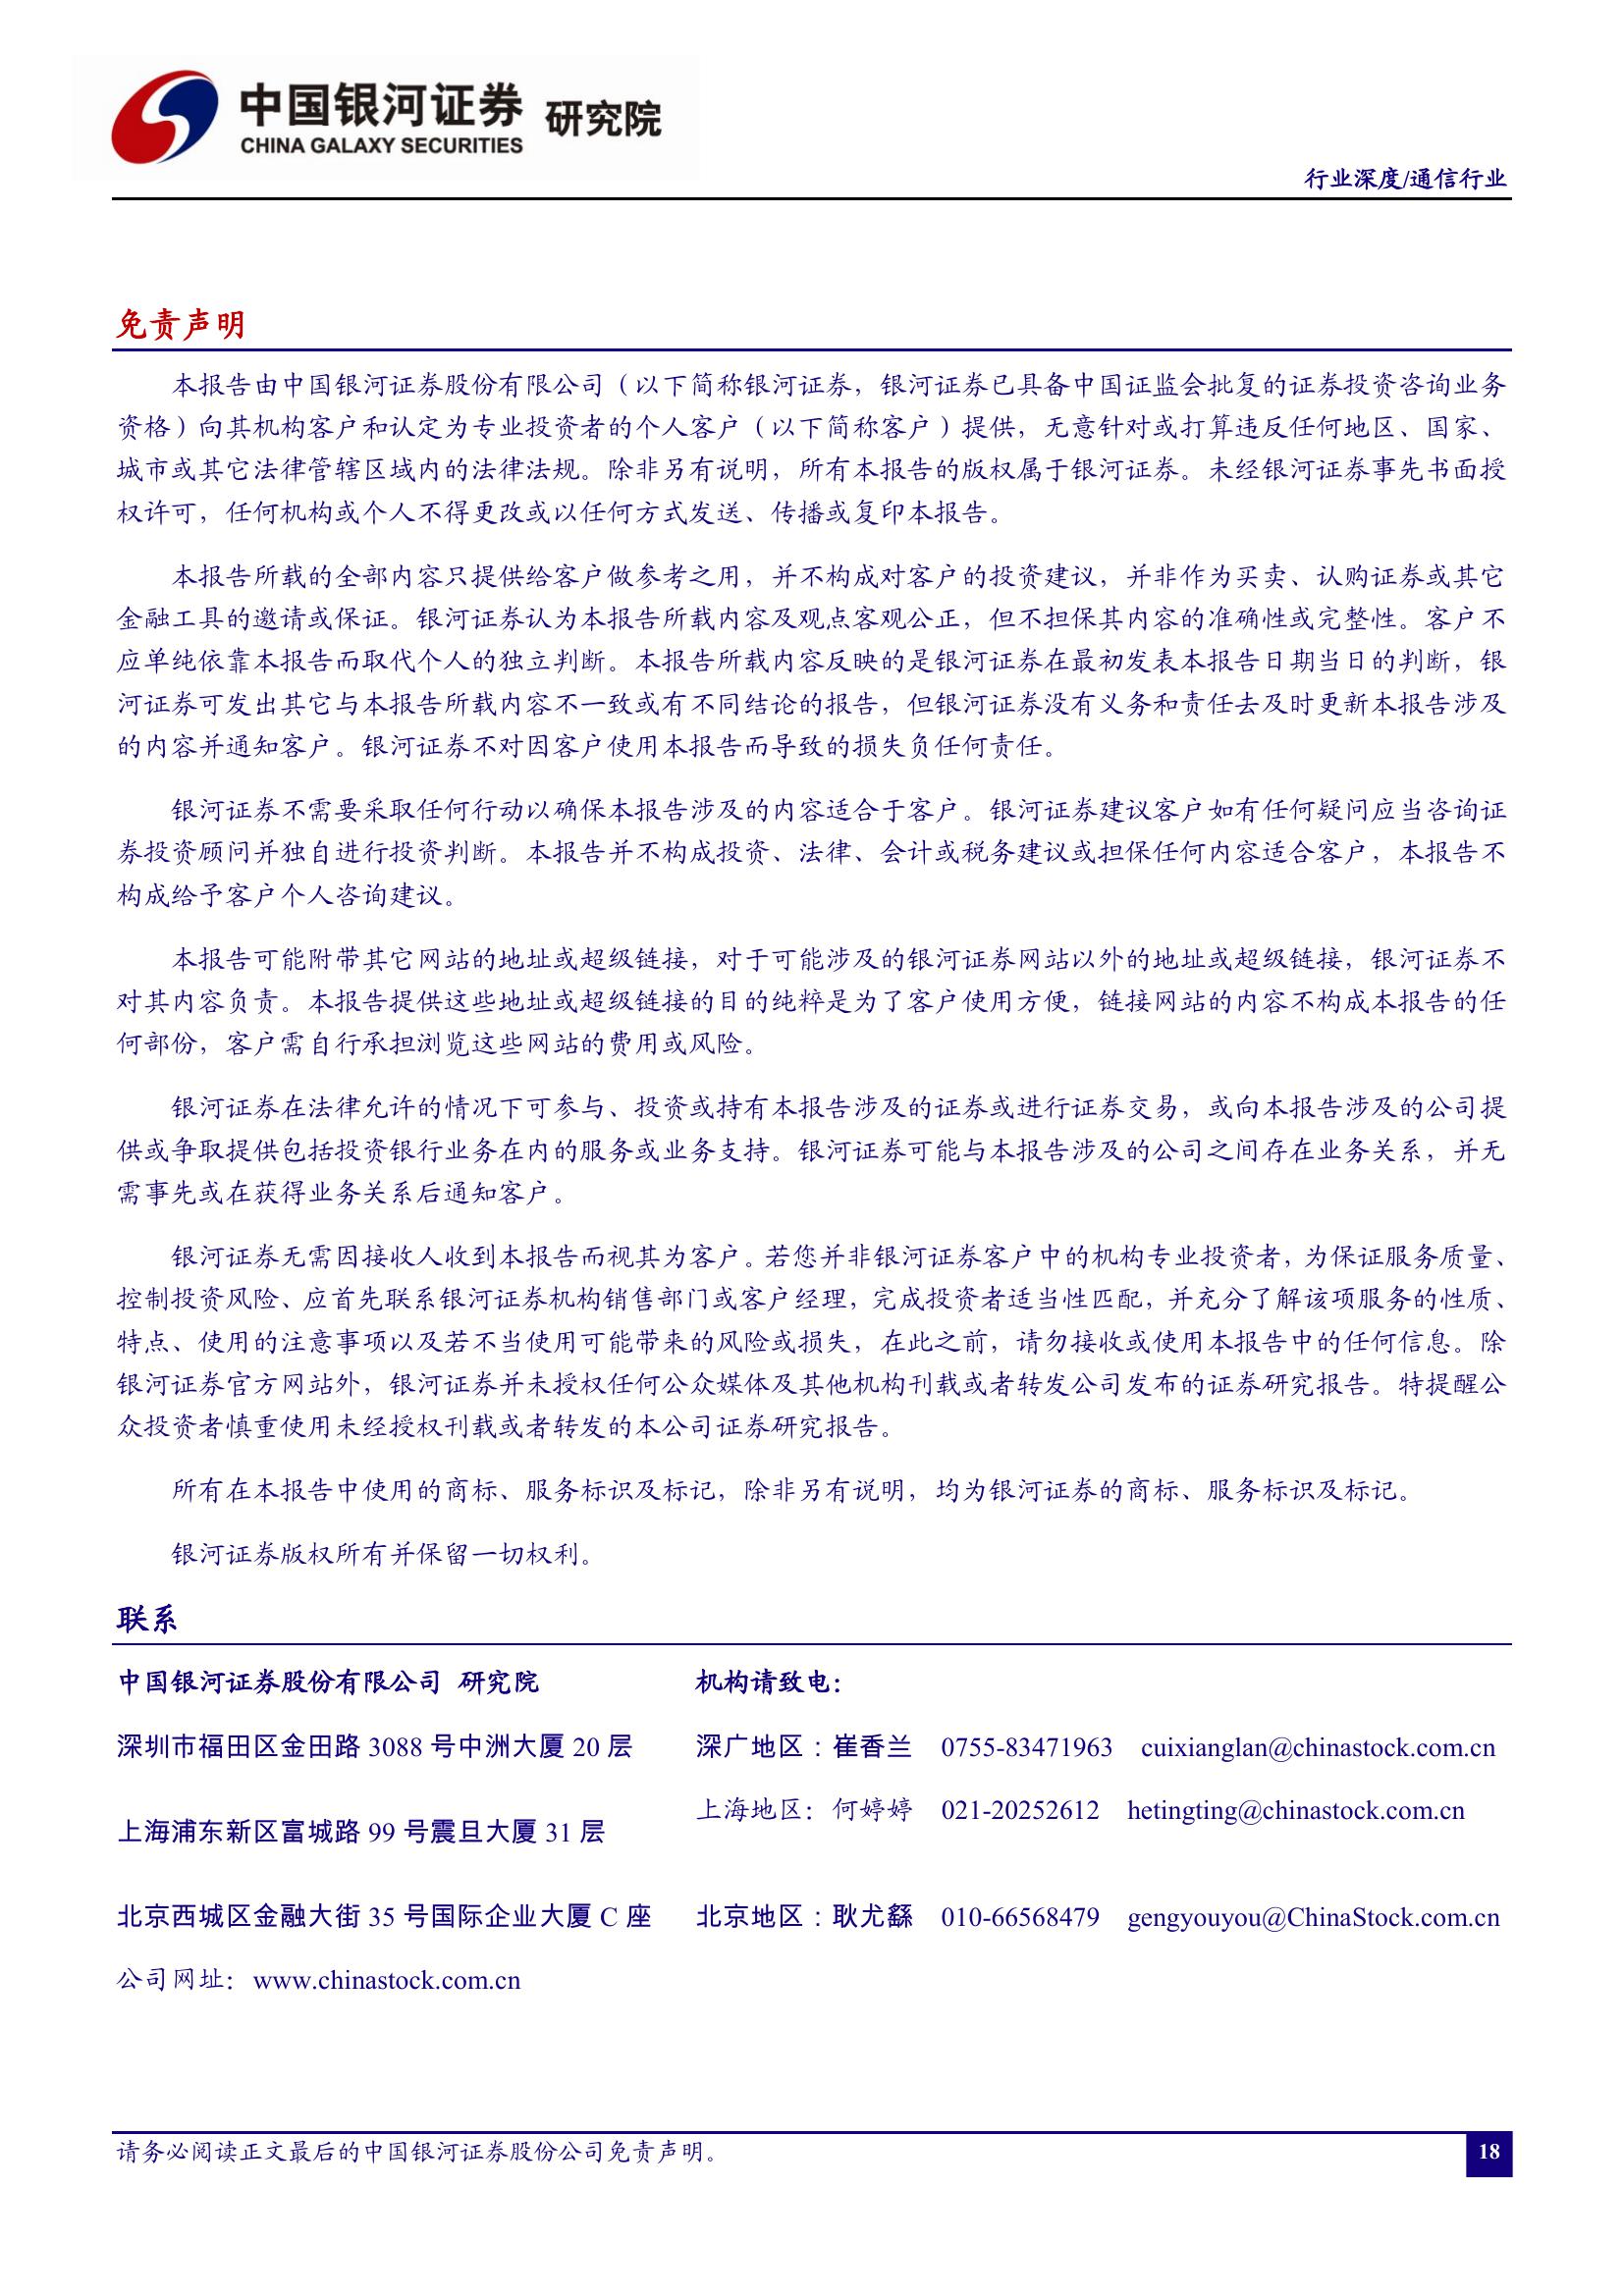 中国银河证券 研究院
CHINA GALAXY SECURITIES
行业深度/通信行业
免责声明
本报告由中国银河证券股份有限公司（以下简称银河证券，银河证券已具备中国证监会批复的证券投资咨询业务
资格）向其机构客户和认定为专业投资者的个人客户（以下简称客户）提供，无意针对或打算违反任何地区、国家、
城市或其它法律管辖区域内的法律法规。除非另有说明，所有本报告的版权属于银河证券。未经银河证券事先书面授
权许可，任何机构或个人不得更改或以任何方式发送、传播或复印本报告。
本报告所载的全部内容只提供给客户做参考之用，并不构成对客户的投资建议，并非作为买卖、认购证券或其它
金融工具的邀请或保证。银河证券认为本报告所载内容及观点客观公正，但不担保其内容的准确性或完整性。客户不
应单纯依靠本报告而取代个人的独立判断。本报告所载内容反映的是银河证券在最初发表本报告日期当日的判断，银
河证券可发出其它与本报告所载内容不一致或有不同结论的报告，但银河证券没有义务和责任去及时更新本报告涉及
的内容并通知客户。银河证券不对因客户使用本报告而导致的损失负任何责任。
银河证券不需要采取任何行动以确保本报告涉及的内容适合于客户。银河证券建议客户如有任何疑问应当咨询证
券投资顾问并独自进行投资判断。本报告并不构成投资、法律、会计或税务建议或担保任何内容适合客户，本报告不
构成给予客户个人咨询建议。
本报告可能附带其它网站的地址或超级链接，对于可能涉及的银河证券网站以外的地址或超级链接，银河证券不
对其内容负责。本报告提供这些地址或超级链接的目的纯粹是为了客户使用方便，链接网站的内容不构成本报告的任
何部份，客户需自行承担浏览这些网站的费用或风险。
银河证券在法律允许的情况下可参与、投资或持有本报告涉及的证券或进行证券交易，或向本报告涉及的公司提
供或争取提供包括投资银行业务在内的服务或业务支持。银河证券可能与本报告涉及的公司之间存在业务关系，并无
需事先或在获得业务关系后通知客户。
银河证券无需因接收人收到本报告而视其为客户。若您并非银河证券客户中的机构专业投资者，为保证服务质量、
控制投资风险、应首先联系银河证券机构销售部门或客户经理，完成投资者适当性匹配，并充分了解该项服务的性质、
特点、使用的注意事项以及若不当使用可能带来的风险或损失，在此之前，请勿接收或使用本报告中的任何信息。除
银河证券官方网站外，银河证券并未授权任何公众媒体及其他机构刊载或者转发公司发布的证券研究报告。特提醒公
众投资者慎重使用未经授权刊载或者转发的本公司证券研究报告。
所有在本报告中使用的商标、服务标识及标记，除非另有说明，均为银河证券的商标、服务标识及标记。
银河证券版权所有并保留一切权利。
联系
中国银河证券股份有限公司 研究院 机构请致电：
深圳市福田区金田路 3088 号中洲大厦 20 层 深广地区：崔香兰 0755-83471963 cuixianglan@chinastock.com.cn
上海地区：何婷婷 021-20252612 hetingting@chinastock.com.cn
上海浦东新区富城路 99 号震旦大厦 31 层
北京西城区金融大街 35 号国际企业大厦 C 座 北京地区：耿尤繇 010-66568479 gengyouyou@ChinaStock.com.cn
公司网址：www.chinastock.com.cn
请务必阅读正文最后的中国银河证券股份公司免责声明。
18